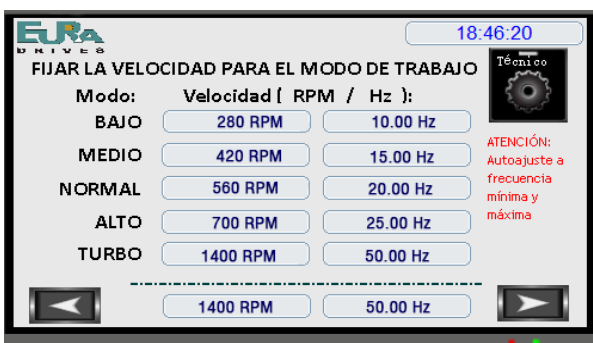 EURA
DRIVES
18:46:20
FIJAR LA VELOCIDAD PARA EL MODO DE TRABAJO
Técnico
Modo: Velocidad ( RPM / Hz ):
BAJO 280 RPM 10.00 Hz
MEDIO 420 RPM 15.00 Hz
NORMAL 560 RPM 20.00 Hz
ALTO 700 RPM 25.00 Hz
TURBO 1400 RPM 50.00 Hz
ATENCIÓN:
Autoajuste a
frecuencia
mínima y
máxima
1400 RPM 50.00 Hz